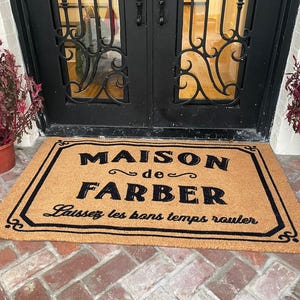 MAISON
de
FARBER
Laissez les bons temps rouler